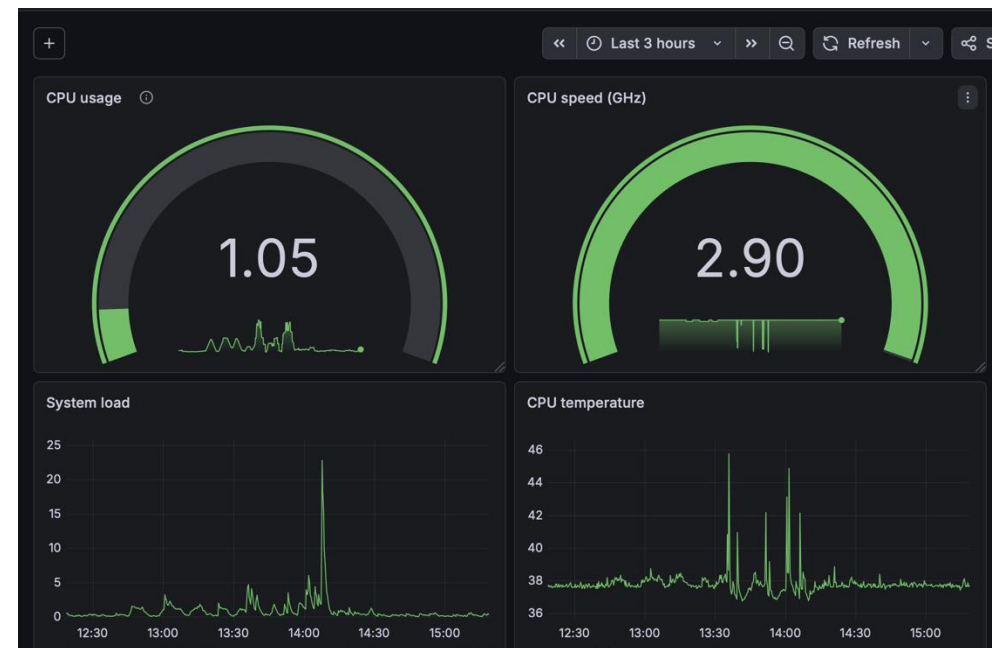 Last 3 hours
Refresh
S
CPU usage
CPU speed (GHz)
1.05
2.90
System load
CPU temperature
25
20
15
10
5
0
12:30 13:00 13:30 14:00 14:30 15:00
46
44
42
40
38
36
12:30 13:00 13:30 14:00 14:30 15:00